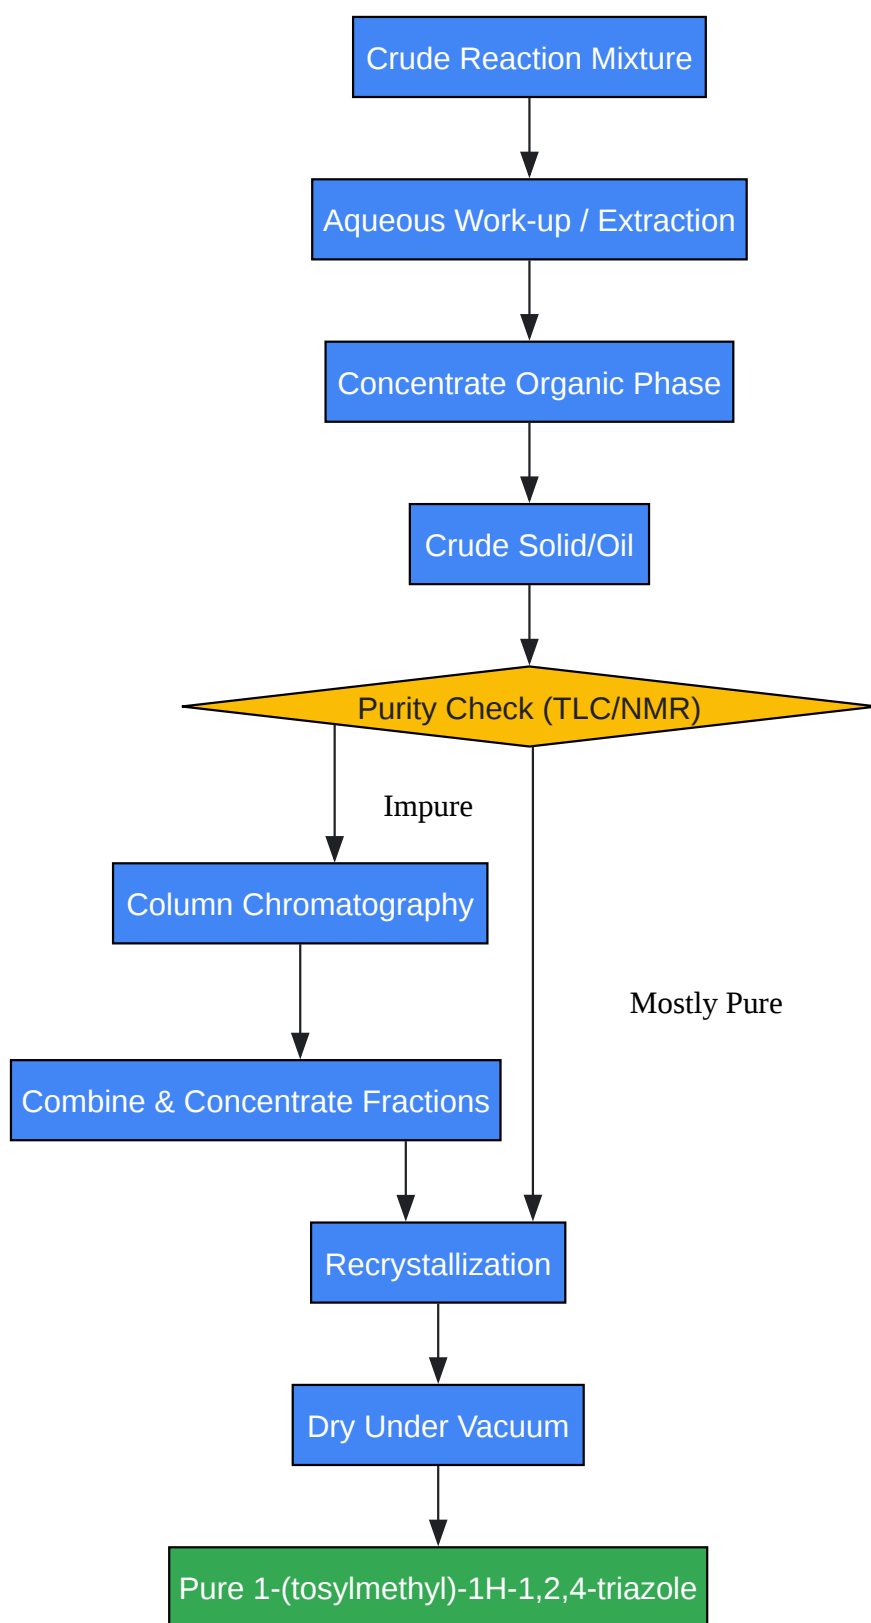 Crude Reaction Mixture
Aqueous Work-up / Extraction
Concentrate Organic Phase
Crude Solid/Oil
Purity Check (TLC/NMR)
Impure
Column Chromatography
Mostly Pure
Combine & Concentrate Fractions
Recrystallization
Dry Under Vacuum
Pure 1-(tosylmethyl)-1H-1,2,4-triazole